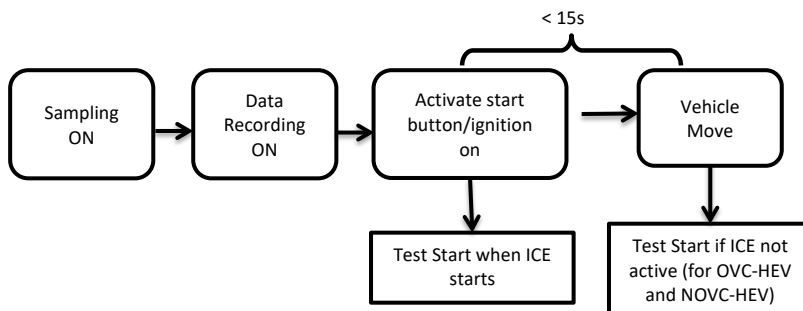 < 15s
Sampling
ON
Data
Recording
ON
Activate start
button/ignition
on
Vehicle
Move
Test Start when ICE
starts
Test Start if ICE not
active (for OVC-HEV
and NOVC-HEV)